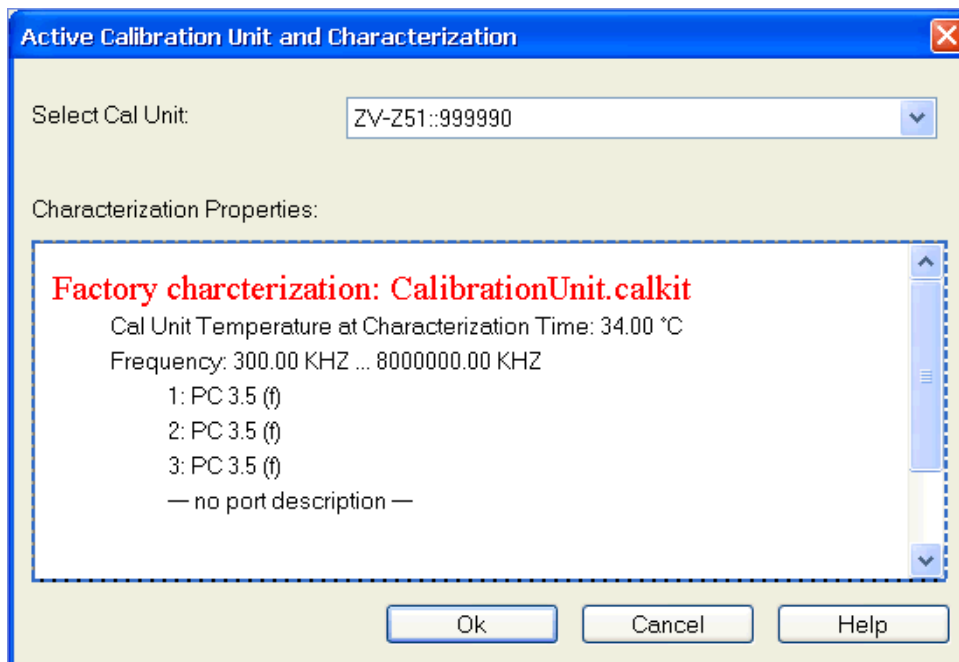 Active Calibration Unit and Characterization
Select Cal Unit:
ZV-Z51::999990
Characterization Properties:
Factory charcterization: CalibrationUnit.calkit
Cal Unit Temperature at Characterization Time: 34.00 °C
Frequency: 300.00 KHZ ... 8000000.00 KHZ
1: PC 3.5 (f)
2: PC 3.5 (f)
3: PC 3.5 (f)
— no port description —
Ok
Cancel
Help